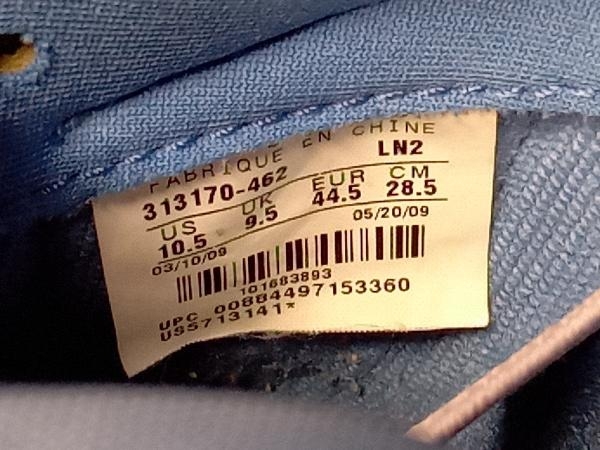 FABRIQUE EN CHINE
313170-462 LN2
US UK EUR CM
10.5 9.5 44.5 28.5
03/10/09 05/20/09
101683893
UPC 00884497153360
US5713141*